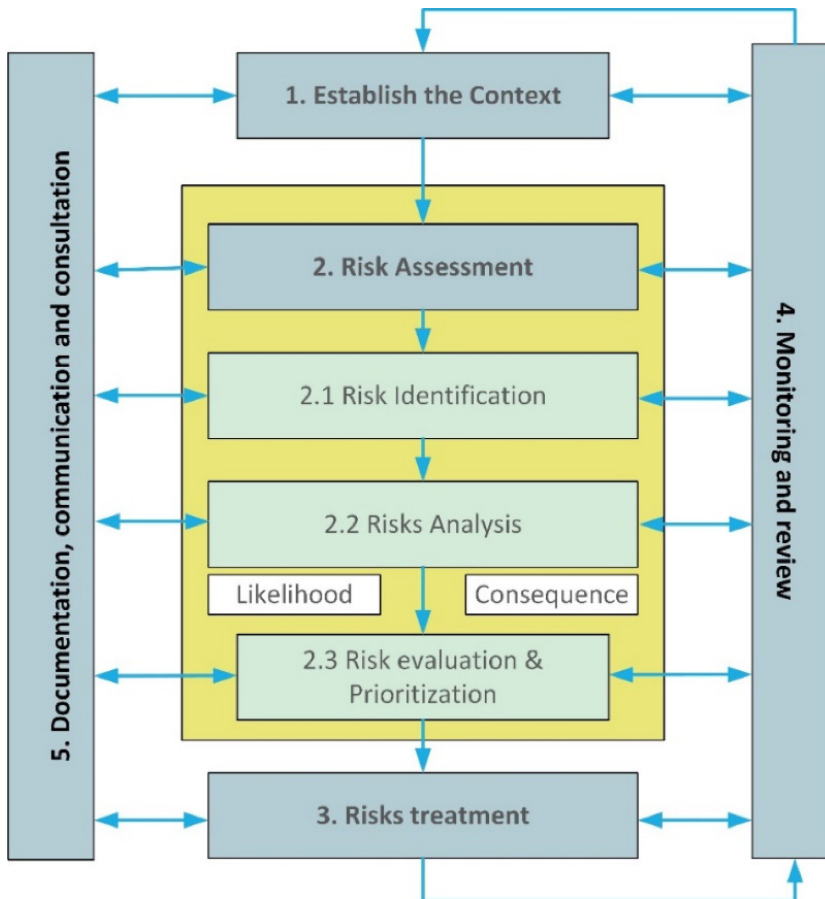 1. Establish the Context
2. Risk Assessment
2.1 Risk Identification
2.2 Risks Analysis
Likelihood
Consequence
2.3 Risk evaluation &
Prioritization
3. Risks treatment
4. Monitoring and review
5. Documentation, communication and consultation